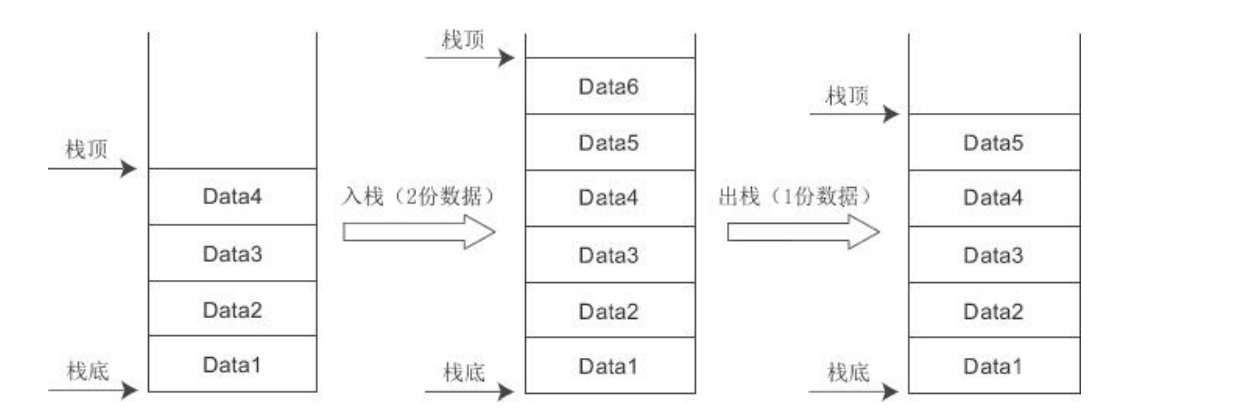 栈顶
Data4
Data3
Data2
Data1
栈底
入栈（2份数据）
栈顶
Data6
Data5
Data4
Data3
Data2
Data1
栈底
出栈（1份数据）
栈顶
Data5
Data4
Data3
Data2
Data1
栈底